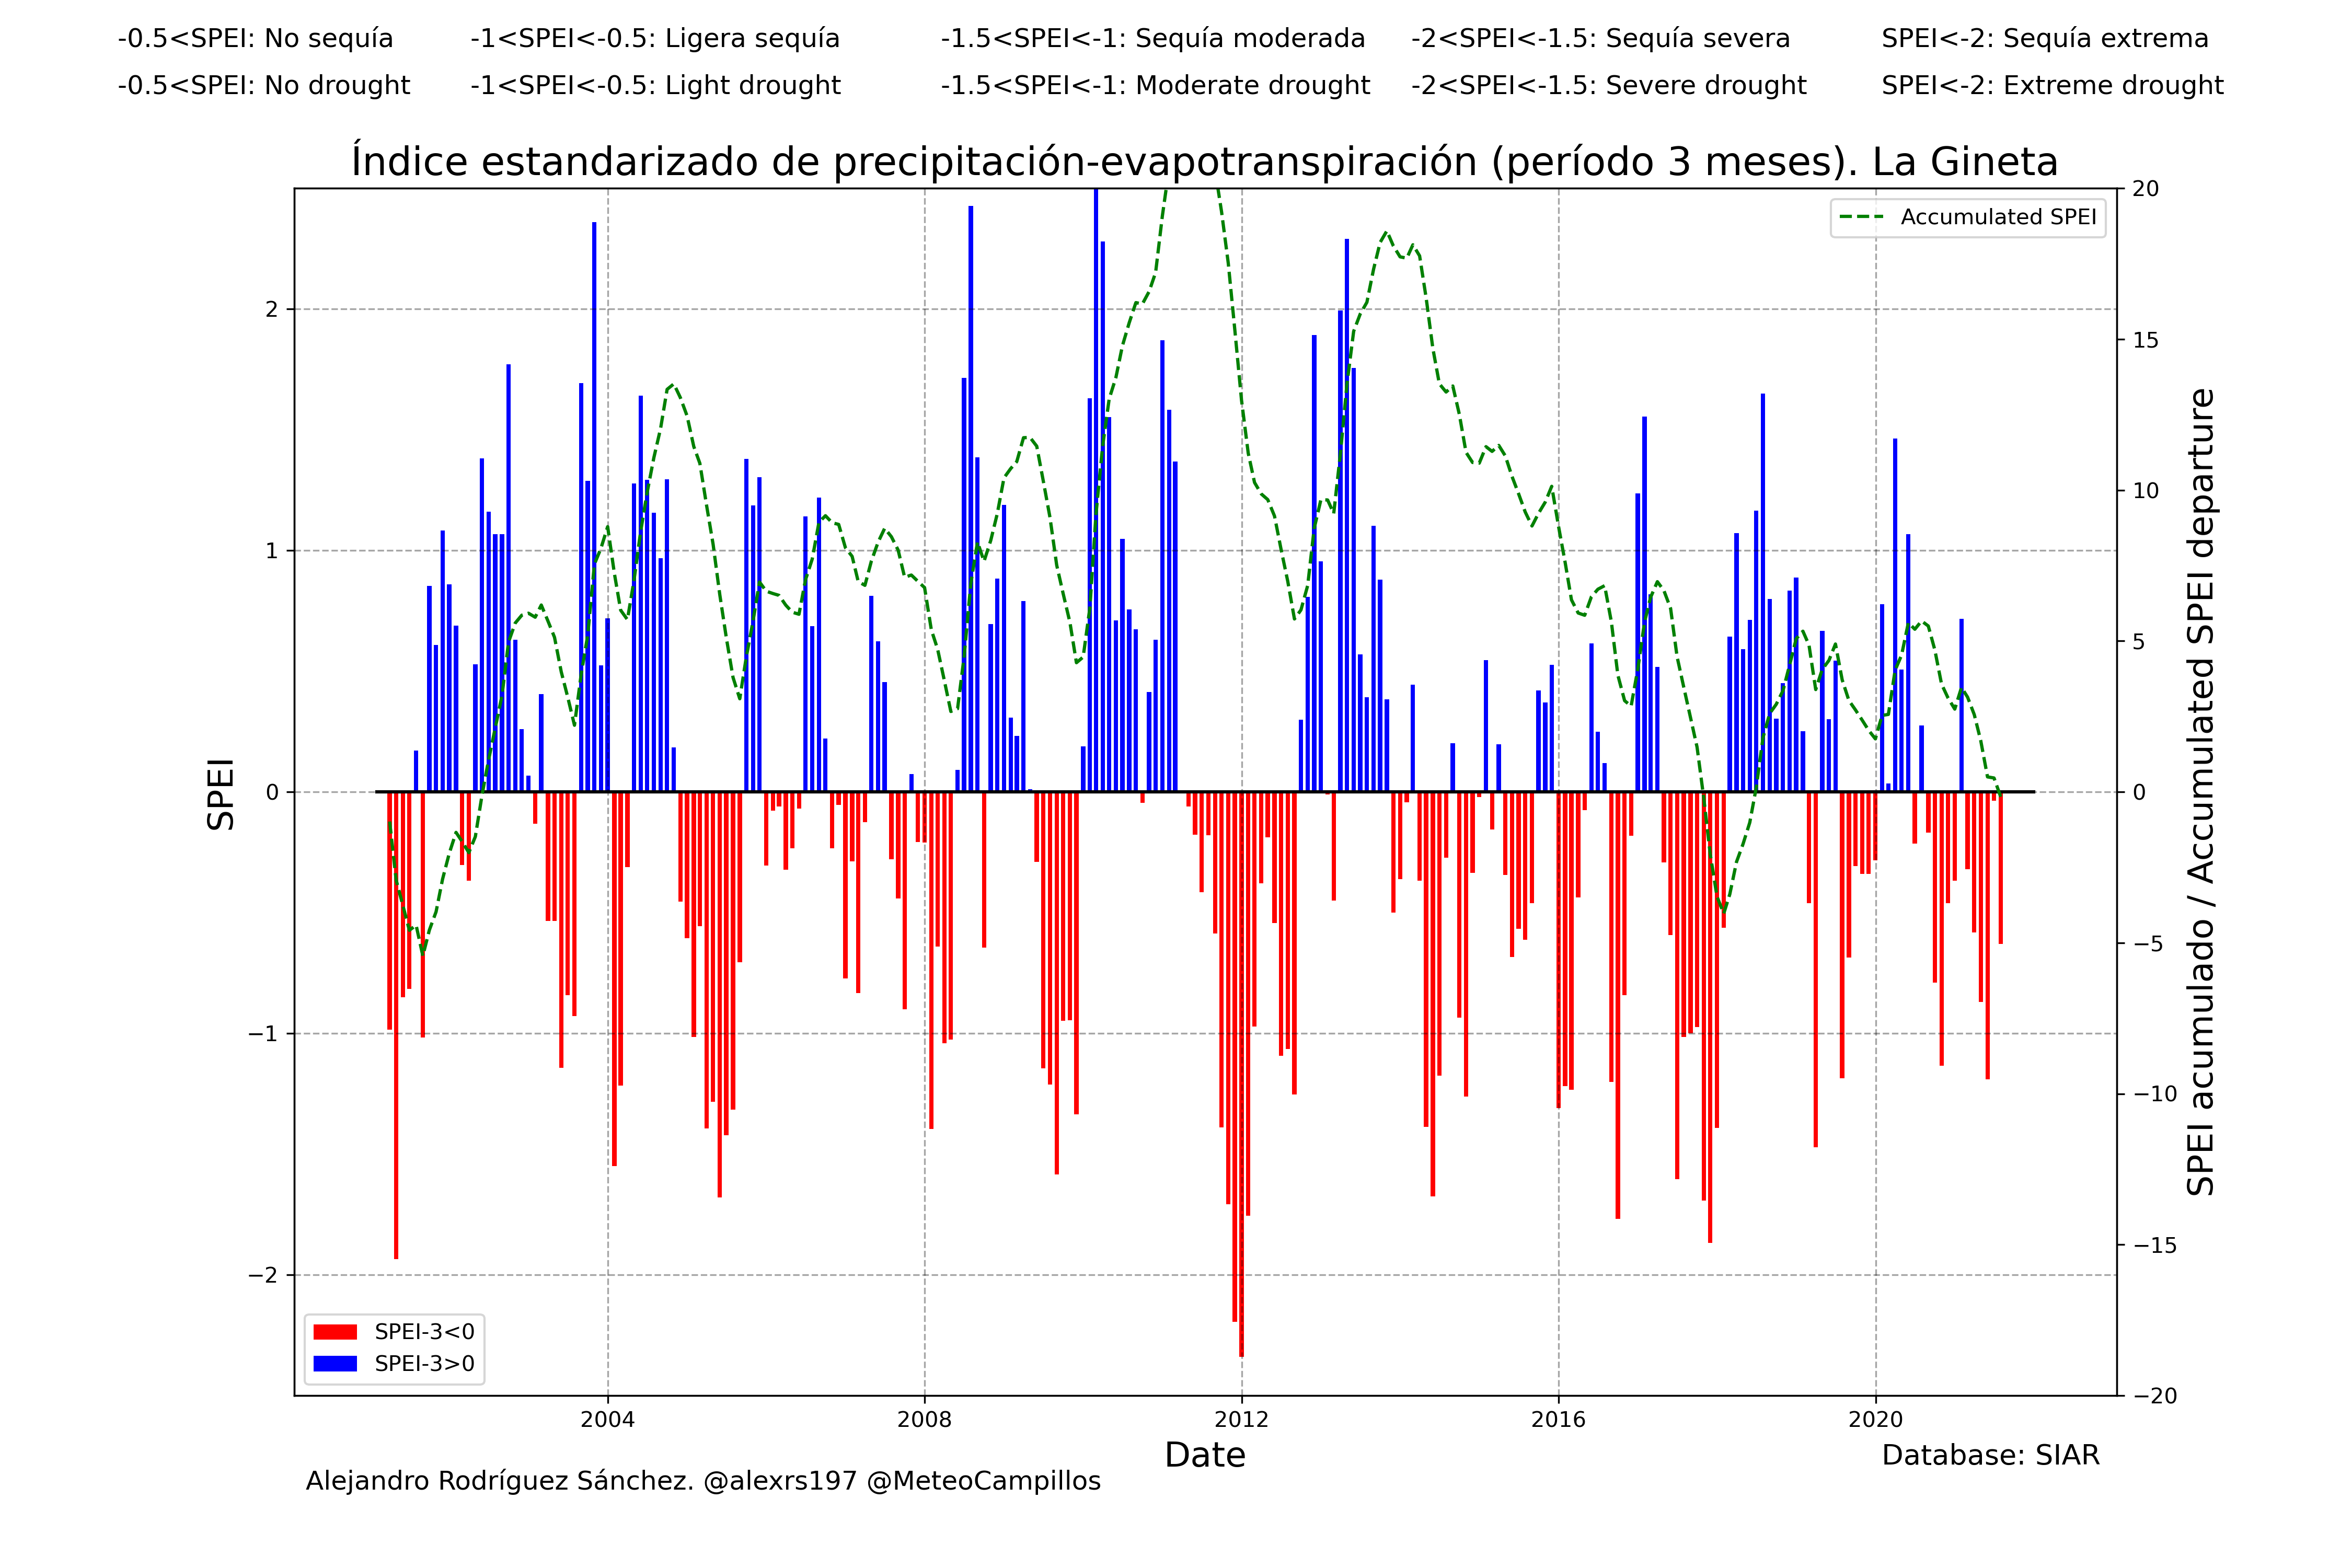 -0.5<SPEI: No sequía -1<SPEI<-0.5: Ligera sequía -1.5<SPEI<-1: Sequía moderada -2<SPEI<-1.5: Sequía severa SPEI<-2: Sequía extrema
-0.5<SPEI: No drought -1<SPEI<-0.5: Light drought -1.5<SPEI<-1: Moderate drought -2<SPEI<-1.5: Severe drought SPEI<-2: Extreme drought
Índice estandarizado de precipitación-evapotranspiración (período 3 meses). La Gineta
Accumulated SPEI
SPEI
2
1
0
−1
−2
20
15
10
5
0
−5
−10
−15
−20
SPEI acumulado / Accumulated SPEI departure
SPEI-3<0
SPEI-3>0
2004 2008 2012 2016 2020
Date
Database: SIAR
Alejandro Rodríguez Sánchez. @alexrs197 @MeteoCampillos